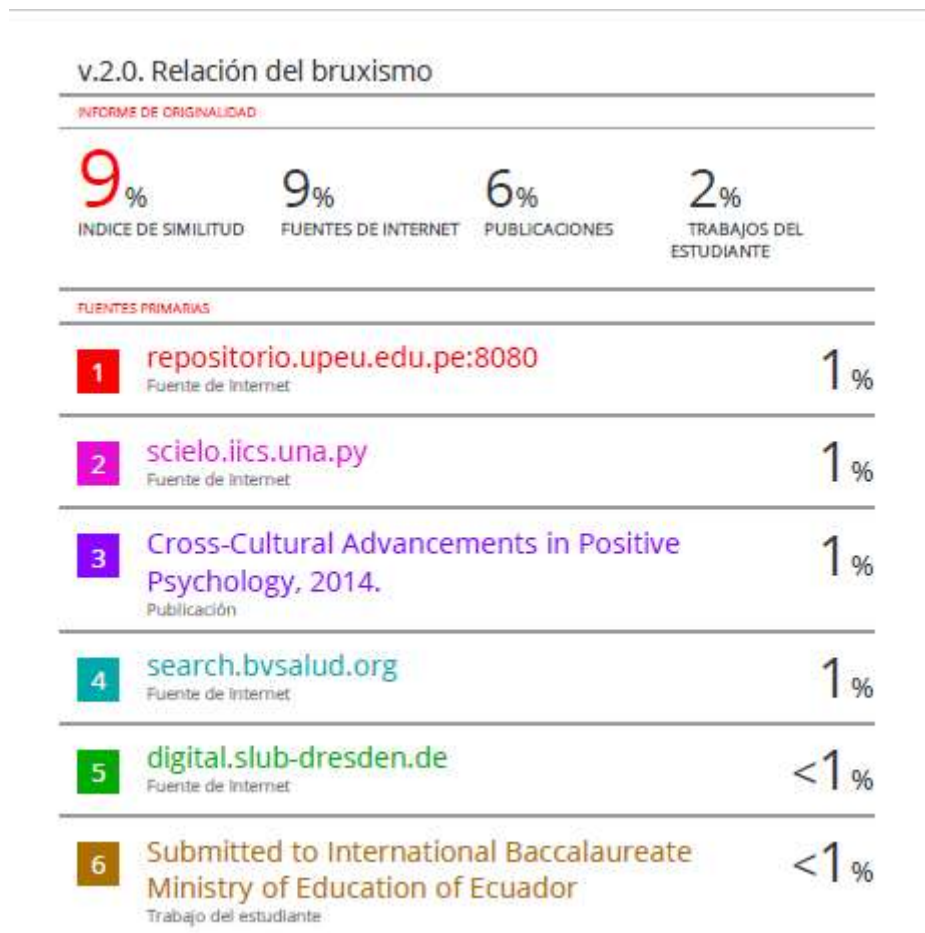 v.2.0. Relación del bruxismo
INFORME DE ORIGINALIDAD
9% 9% 6% 2%
INDICE DE SIMILITUD FUENTES DE INTERNET PUBLICACIONES TRABAJOS DEL
ESTUDIANTE
FUENTES PRIMARIAS
1 repositorio.upeu.edu.pe:8080 1%
Fuente de Internet
2 scielo.iics.una.py 1%
Fuente de Internet
3 Cross-Cultural Advancements in Positive 1%
Psychology, 2014.
Publicación
4 search.bvsalud.org 1%
Fuente de Internet
5 digital.slub-dresden.de <1%
Fuente de Internet
6 Submitted to International Baccalaureate <1%
Ministry of Education of Ecuador
Trabajo del estudiante